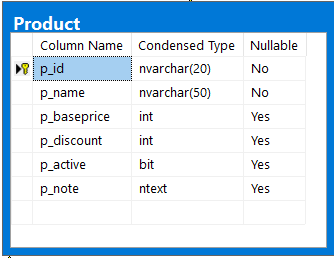 Product
Column Name Condensed Type Nullable
p_id nvarchar(20) No
p_name nvarchar(50) No
p_baseprice int Yes
p_discount int Yes
p_active bit Yes
p_note ntext Yes